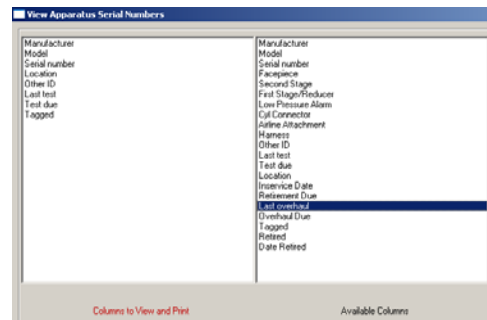 View Apparatus Serial Numbers
Manufacturer
Model
Serial number
Location
Other ID
Last test
Test due
Tagged
Manufacturer
Model
Serial number
Facepiece
Second Stage
First Stage/Reducer
Low Pressure Alarm
Cyl Connector
Airline Attachment
Harness
Other ID
Last test
Test due
Location
Inservice Date
Retirement Due
Last overhaul
Overhaul Due
Tagged
Retired
Date Retired
Columns to View and Print
Available Columns